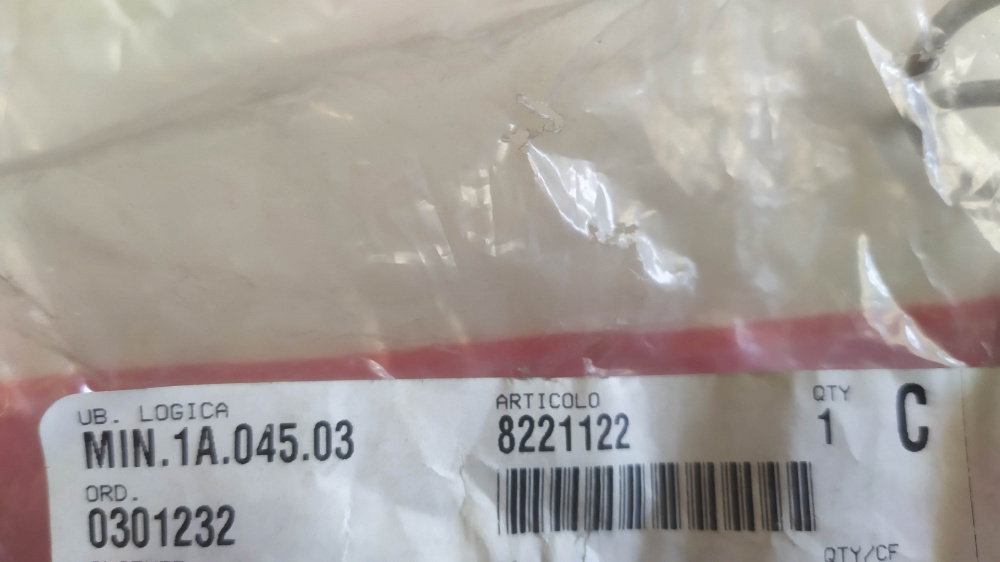 UB. LOGICA
MIN.1A.045.03
ARTICOLO
8221122
QTY
1
C
ORD.
0301232
QTY/CF